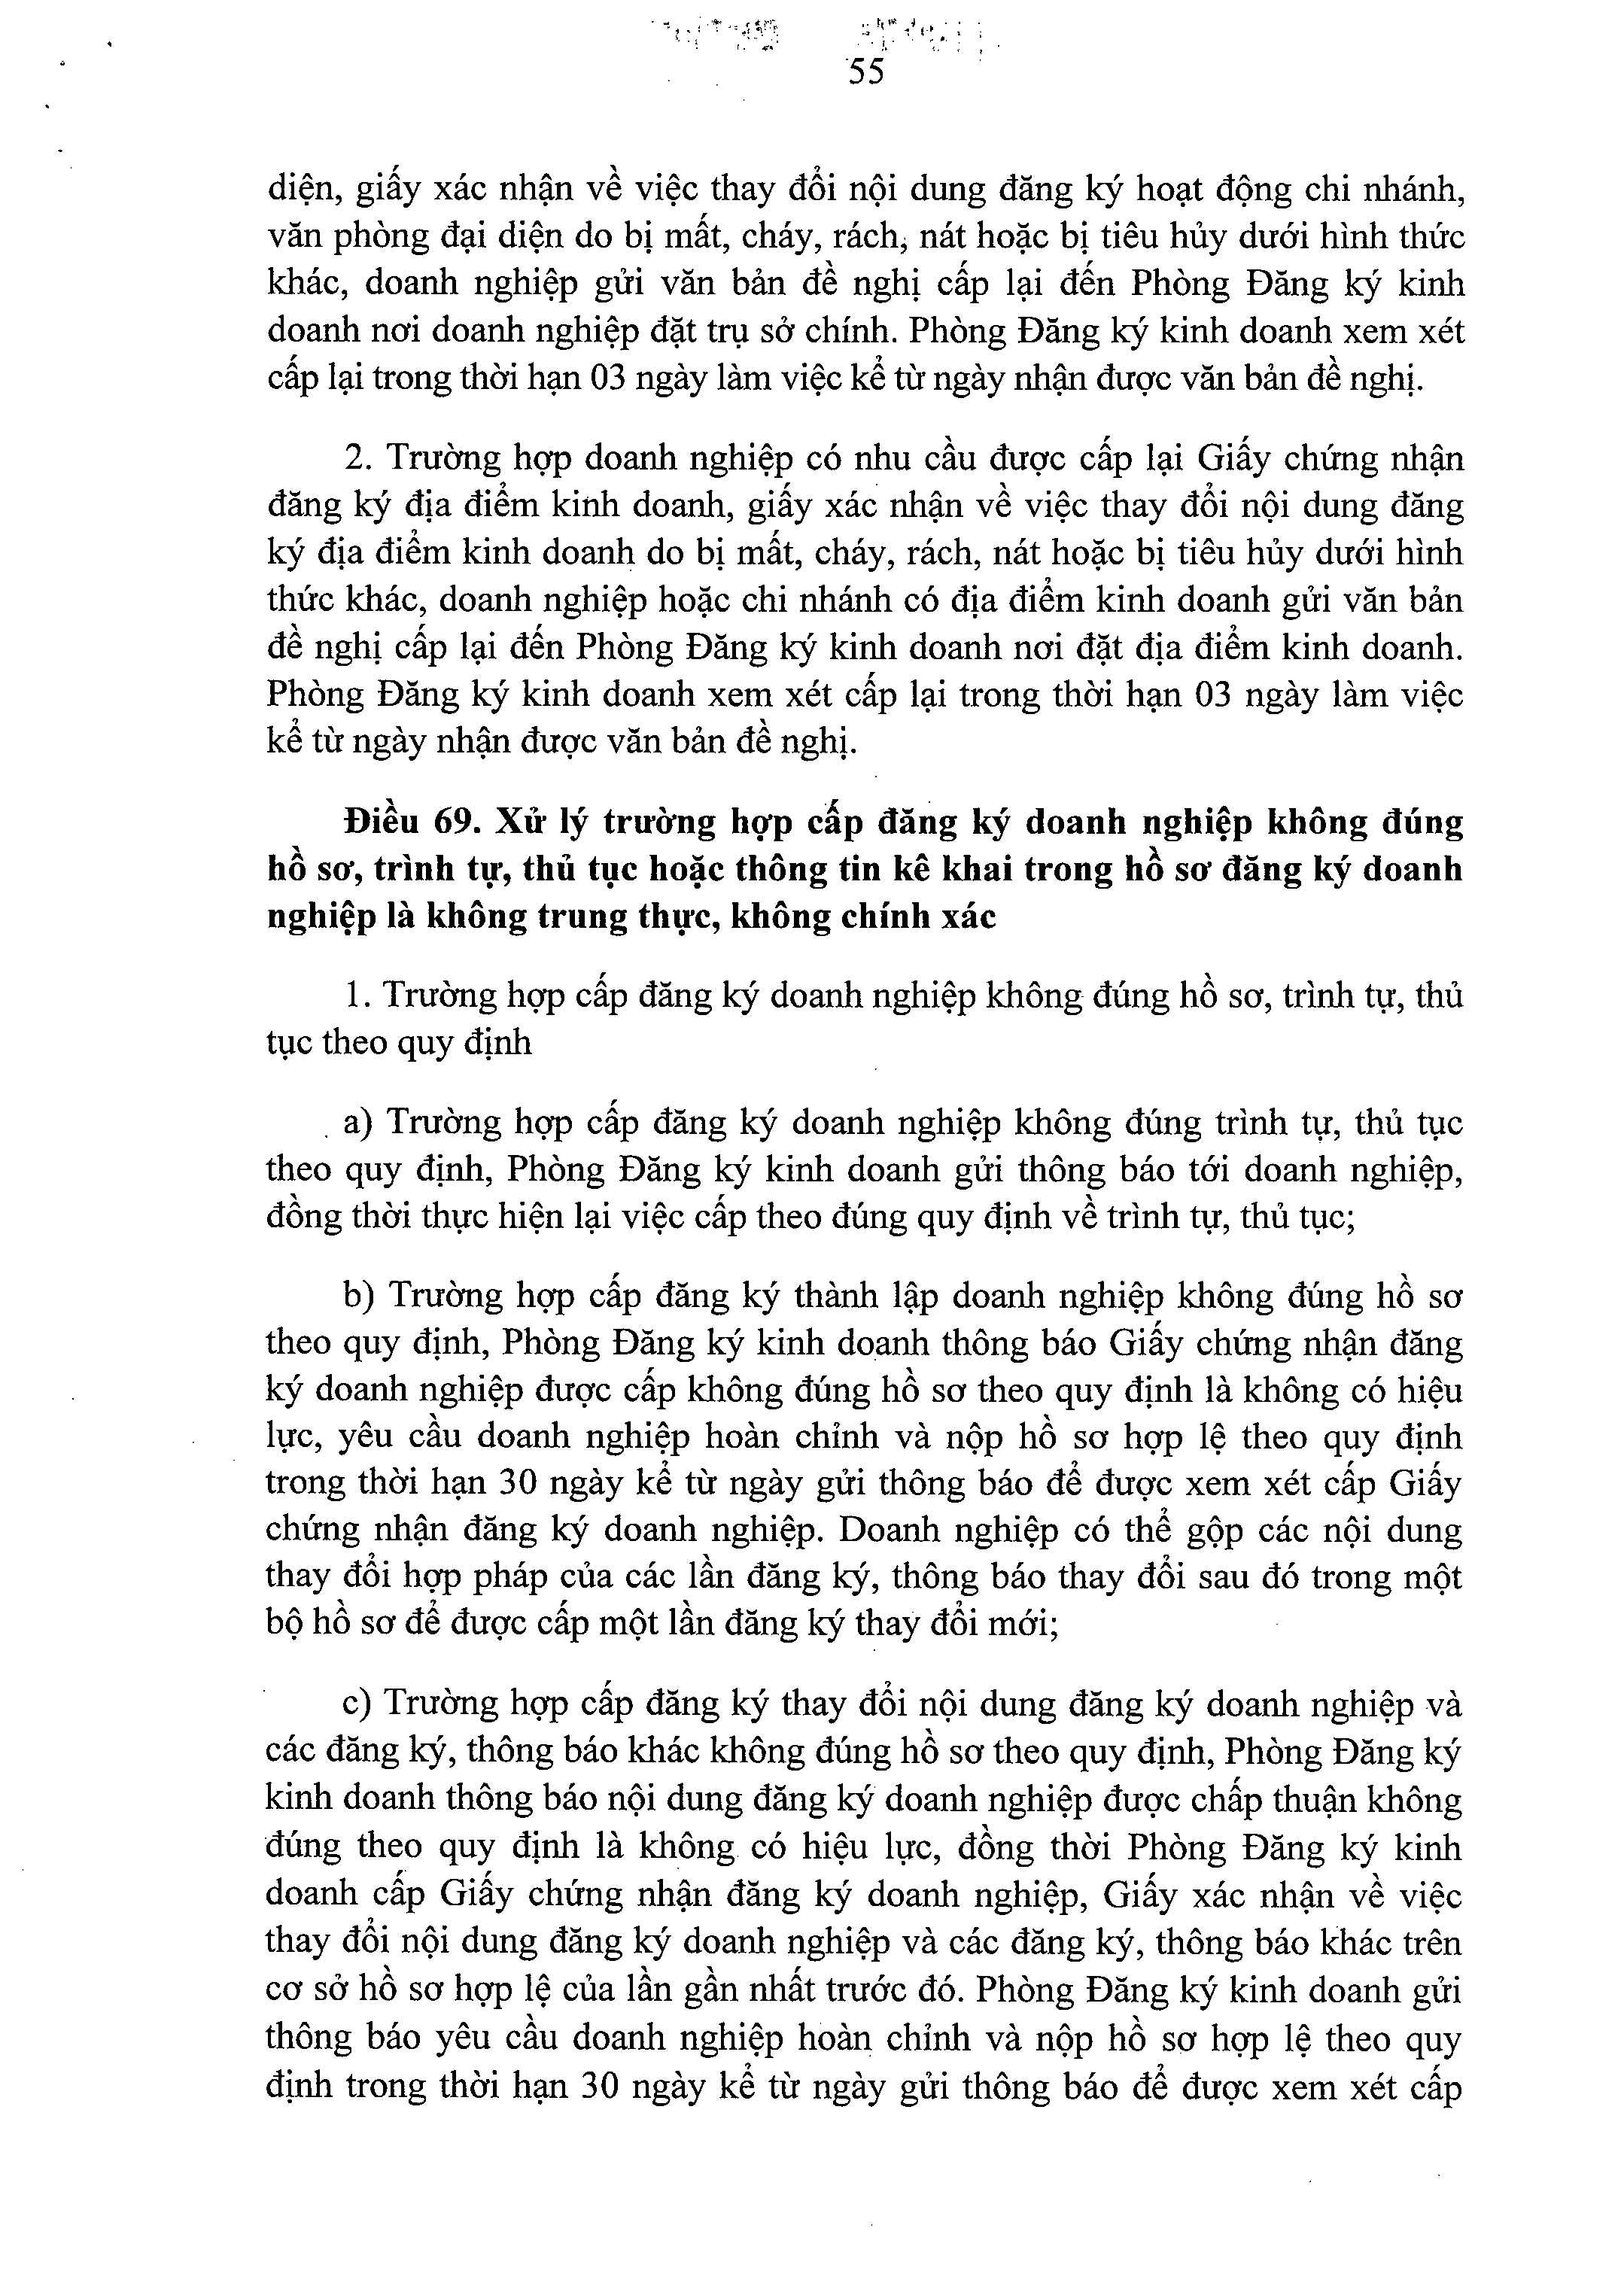 55
diện, giấy xác nhận về việc thay đổi nội dung đăng ký hoạt động chi nhánh,
văn phòng đại diện do bị mất, cháy, rách, nát hoặc bị tiêu hủy dưới hình thức
khác, doanh nghiệp gửi văn bản đề nghị cấp lại đến Phòng Đăng ký kinh
doanh nơi doanh nghiệp đặt trụ sở chính. Phòng Đăng ký kinh doanh xem xét
cấp lại trong thời hạn 03 ngày làm việc kể từ ngày nhận được văn bản đề nghị.
2. Trường hợp doanh nghiệp có nhu cầu được cấp lại Giấy chứng nhận
đăng ký địa điểm kinh doanh, giấy xác nhận về việc thay đổi nội dung đăng
ký địa điểm kinh doanh do bị mất, cháy, rách, nát hoặc bị tiêu hủy dưới hình
thức khác, doanh nghiệp hoặc chi nhánh có địa điểm kinh doanh gửi văn bản
đề nghị cấp lại đến Phòng Đăng ký kinh doanh nơi đặt địa điểm kinh doanh.
Phòng Đăng ký kinh doanh xem xét cấp lại trong thời hạn 03 ngày làm việc
kể từ ngày nhận được văn bản đề nghị.
Điều 69. Xử lý trường hợp cấp đăng ký doanh nghiệp không đúng
hồ sơ, trình tự, thủ tục hoặc thông tin kê khai trong hồ sơ đăng ký doanh
nghiệp là không trung thực, không chính xác
1. Trường hợp cấp đăng ký doanh nghiệp không đúng hồ sơ, trình tự, thủ
tục theo quy định
a) Trường hợp cấp đăng ký doanh nghiệp không đúng trình tự, thủ tục
theo quy định, Phòng Đăng ký kinh doanh gửi thông báo tới doanh nghiệp,
đồng thời thực hiện lại việc cấp theo đúng quy định về trình tự, thủ tục;
b) Trường hợp cấp đăng ký thành lập doanh nghiệp không đúng hồ sơ
theo quy định, Phòng Đăng ký kinh doanh thông báo Giấy chứng nhận đăng
ký doanh nghiệp được cấp không đúng hồ sơ theo quy định là không có hiệu
lực, yêu cầu doanh nghiệp hoàn chỉnh và nộp hồ sơ hợp lệ theo quy định
trong thời hạn 30 ngày kể từ ngày gửi thông báo để được xem xét cấp Giấy
chứng nhận đăng ký doanh nghiệp. Doanh nghiệp có thể gộp các nội dung
thay đổi hợp pháp của các lần đăng ký, thông báo thay đổi sau đó trong một
bộ hồ sơ để được cấp một lần đăng ký thay đổi mới;
c) Trường hợp cấp đăng ký thay đổi nội dung đăng ký doanh nghiệp và
các đăng ký, thông báo khác không đúng hồ sơ theo quy định, Phòng Đăng ký
kinh doanh thông báo nội dung đăng ký doanh nghiệp được chấp thuận không
đúng theo quy định là không có hiệu lực, đồng thời Phòng Đăng ký kinh
doanh cấp Giấy chứng nhận đăng ký doanh nghiệp, Giấy xác nhận về việc
thay đổi nội dung đăng ký doanh nghiệp và các đăng ký, thông báo khác trên
cơ sở hồ sơ hợp lệ của lần gần nhất trước đó. Phòng Đăng ký kinh doanh gửi
thông báo yêu cầu doanh nghiệp hoàn chỉnh và nộp hồ sơ hợp lệ theo quy
định trong thời hạn 30 ngày kể từ ngày gửi thông báo để được xem xét cấp